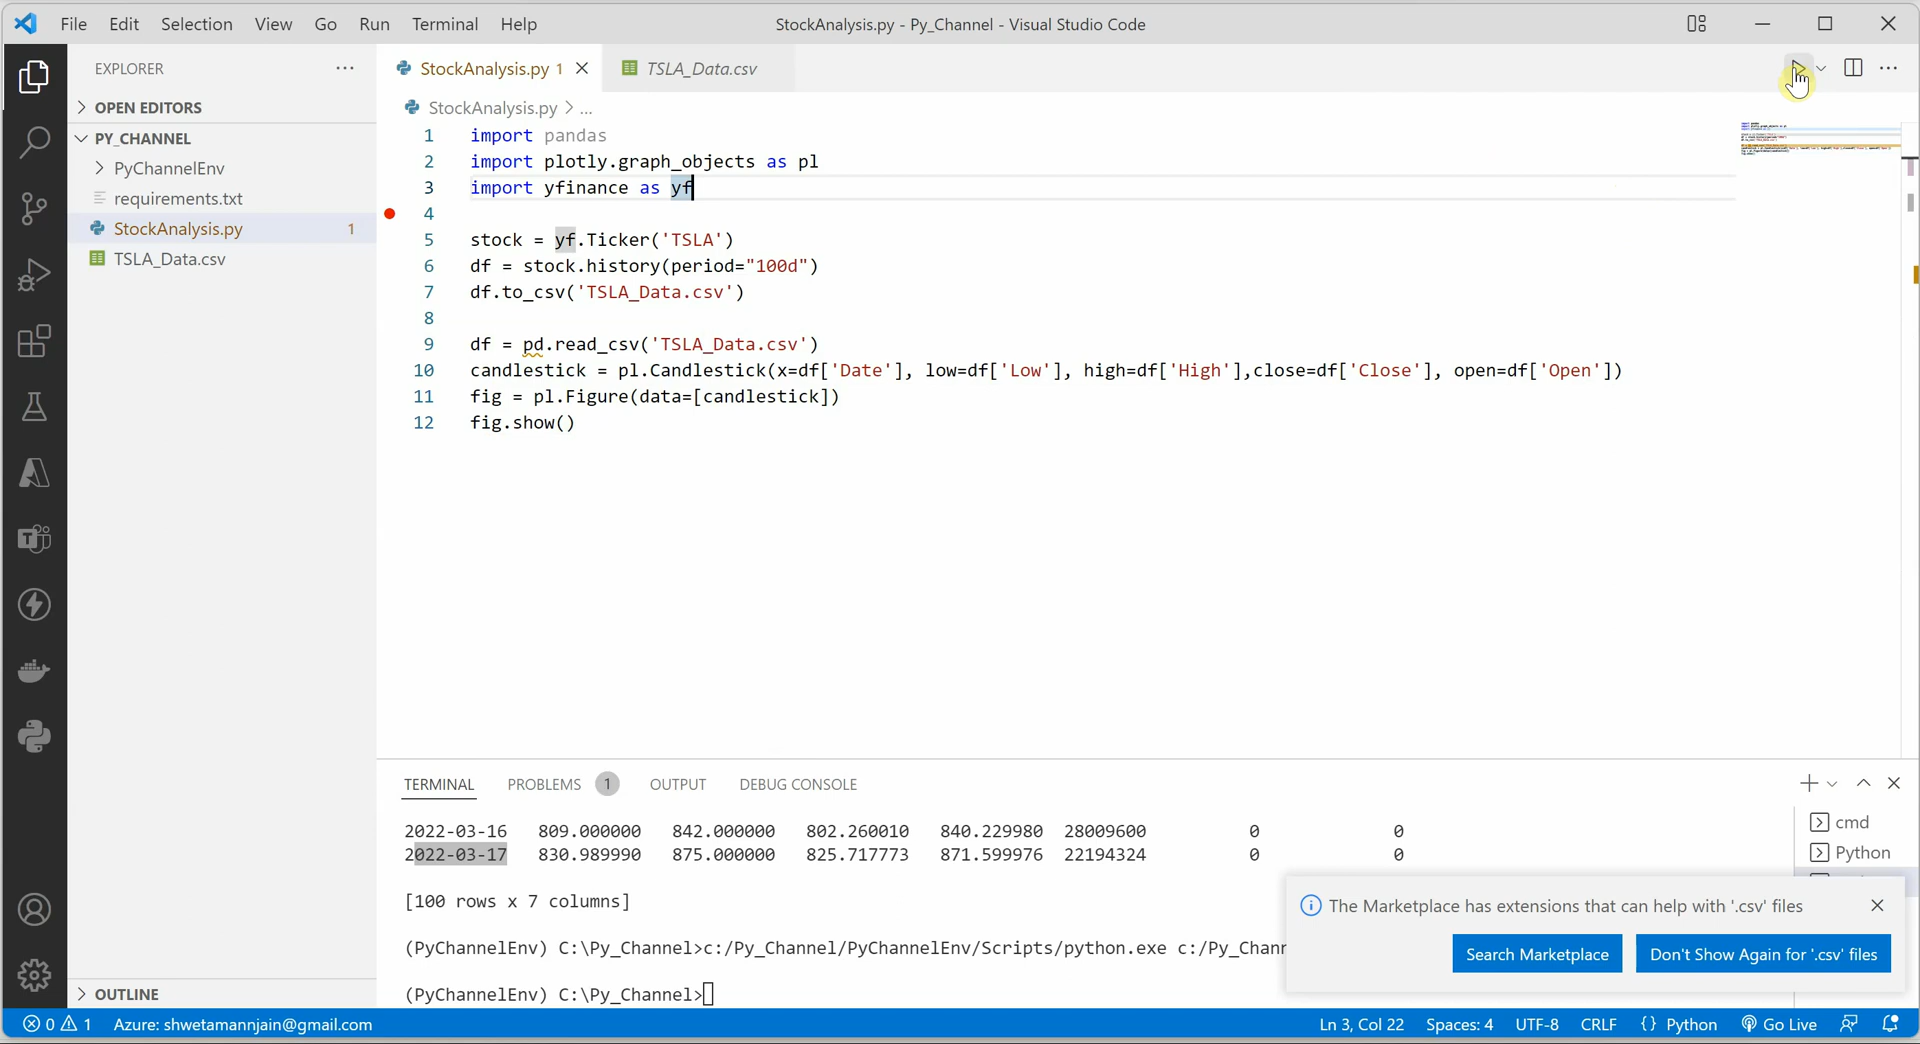 File Edit Selection View Go Run Terminal Help
StockAnalysis.py - Py_Channel - Visual Studio Code
EXPLORER
OPEN EDITORS
PY_CHANNEL
PyChannelEnv
requirements.txt
StockAnalysis.py 1
TSLA_Data.csv
OUTLINE
StockAnalysis.py 1
TSLA_Data.csv
StockAnalysis.py > ...
1 import pandas
2 import plotly.graph_objects as pl
3 import yfinance as yf
4
5 stock = yf.Ticker('TSLA')
6 df = stock.history(period="100d")
7 df.to_csv('TSLA_Data.csv')
8
9 df = pd.read_csv('TSLA_Data.csv')
10 candlestick = pl.Candlestick(x=df['Date'], low=df['Low'], high=df['High'],close=df['Close'], open=df['Open'])
11 fig = pl.Figure(data=[candlestick])
12 fig.show()
TERMINAL PROBLEMS 1 OUTPUT DEBUG CONSOLE
2022-03-16 809.000000 842.000000 802.260010 840.229980 28009600 0 0
2022-03-17 830.989990 875.000000 825.717773 871.599976 22194324 0 0
[100 rows x 7 columns]
(PyChannelEnv) C:\Py_Channel>c:/Py_Channel/PyChannelEnv/Scripts/python.exe c:/Py_Chann
(PyChannelEnv) C:\Py_Channel>
cmd
Python
The Marketplace has extensions that can help with '.csv' files
Search Marketplace
Don't Show Again for '.csv' files
0 1 Azure: shwetamannjain@gmail.com
Ln 3, Col 22 Spaces: 4 UTF-8 CRLF {} Python Go Live